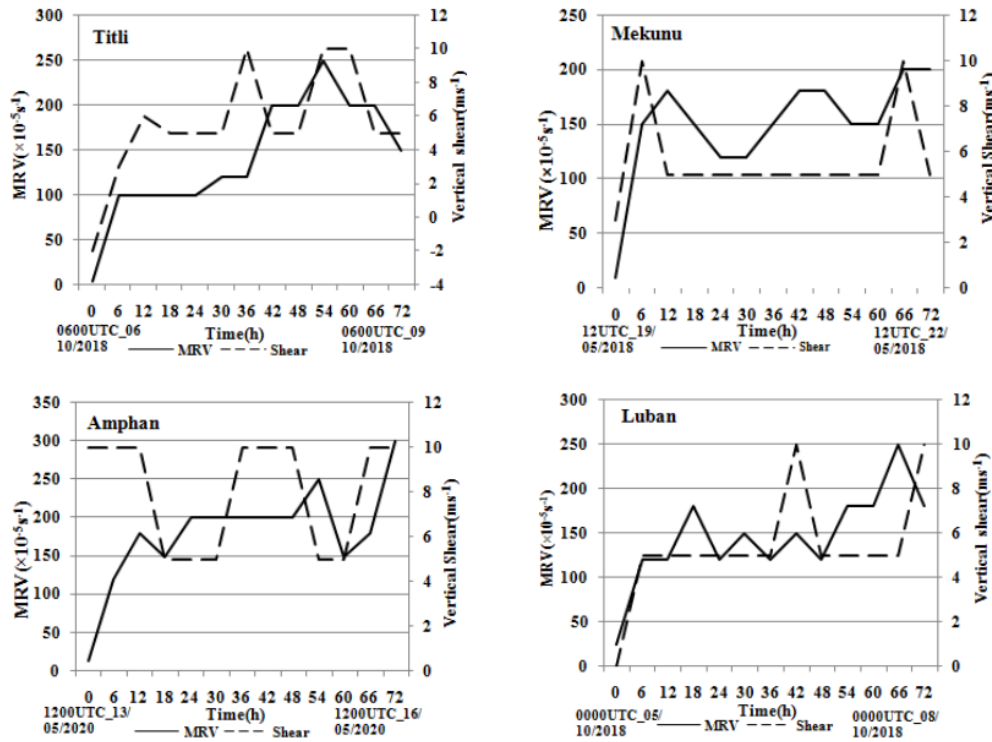 Titli
MRV(×10⁻⁵s⁻¹)
300
250
200
150
100
50
0
12
10
8
6
4
2
0
-2
-4
Vertical Shear(ms⁻¹)
0 6 12 18 24 30 36 42 48 54 60 66 72
0600UTC_06
10/2018
Time(h)
0600UTC_09
10/2018
MRV Shear
Mekunu
MRV(×10⁻⁵s⁻¹)
250
200
150
100
50
0
12
10
8
6
4
2
0
Vertical Shear(ms⁻¹)
0 6 12 18 24 30 36 42 48 54 60 66 72
12UTC_19/
05/2018
Time(h)
12UTC_22/
05/2018
MRV Shear
Amphan
MRV(×10⁻⁵s⁻¹)
350
300
250
200
150
100
50
0
12
10
8
6
4
2
0
Vertical Shear(ms⁻¹)
0 6 12 18 24 30 36 42 48 54 60 66 72
1200UTC_13/
05/2020
Time(h)
1200UTC_16/
05/2020
MRV Shear
Luban
MRV(×10⁻⁵s⁻¹)
300
250
200
150
100
50
0
12
10
8
6
4
2
0
Vertical Shear(ms⁻¹)
0 6 12 18 24 30 36 42 48 54 60 66 72
0000UTC_05/
10/2018
Time(h)
0000UTC_08/
10/2018
MRV Shear